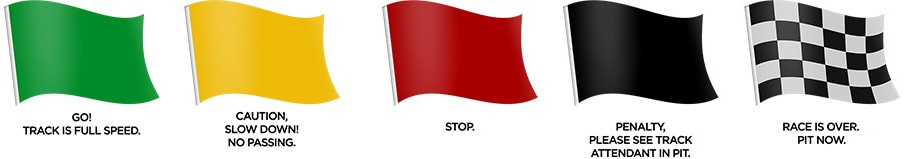 GO!
TRACK IS FULL SPEED.
CAUTION,
SLOW DOWN!
NO PASSING.
STOP.
PENALTY,
PLEASE SEE TRACK
ATTENDANT IN PIT.
RACE IS OVER.
PIT NOW.